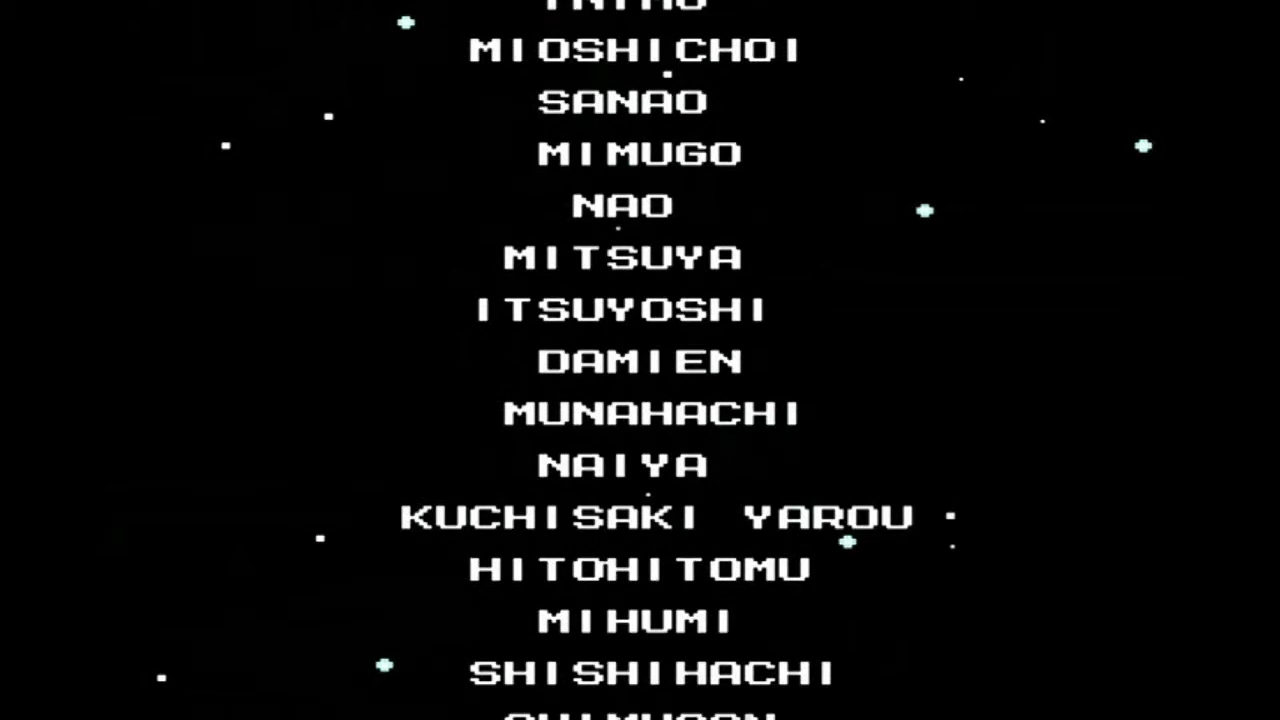 MIOSHICHOI
SANAO
MIMUGO
NAO
MITSUYA
ITSUYOSHI
DAMIEN
MUNAHACHI
NAIYA
KUCHISAKI YAROU
HITOHITOMU
MIHUMI
SHISHIHACHI